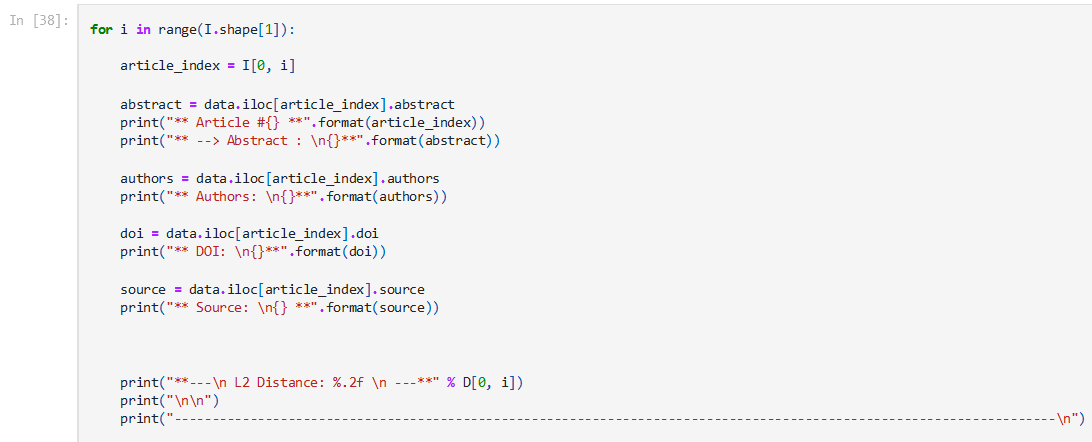 In [38]:
for i in range(I.shape[1]):
    article_index = I[0, i]
    abstract = data.iloc[article_index].abstract
    print("** Article #{} **".format(article_index))
    print("** --> Abstract : \n{}**".format(abstract))
    authors = data.iloc[article_index].authors
    print("** Authors: \n{}**".format(authors))
    doi = data.iloc[article_index].doi
    print("** DOI: \n{}**".format(doi))
    source = data.iloc[article_index].source
    print("** Source: \n{} **".format(source))
    print("**---\n L2 Distance: %.2f \n ---**" % D[0, i])
    print("\n\n")
    print("---------------------------------------------------------------------------------------------------------------------\n")